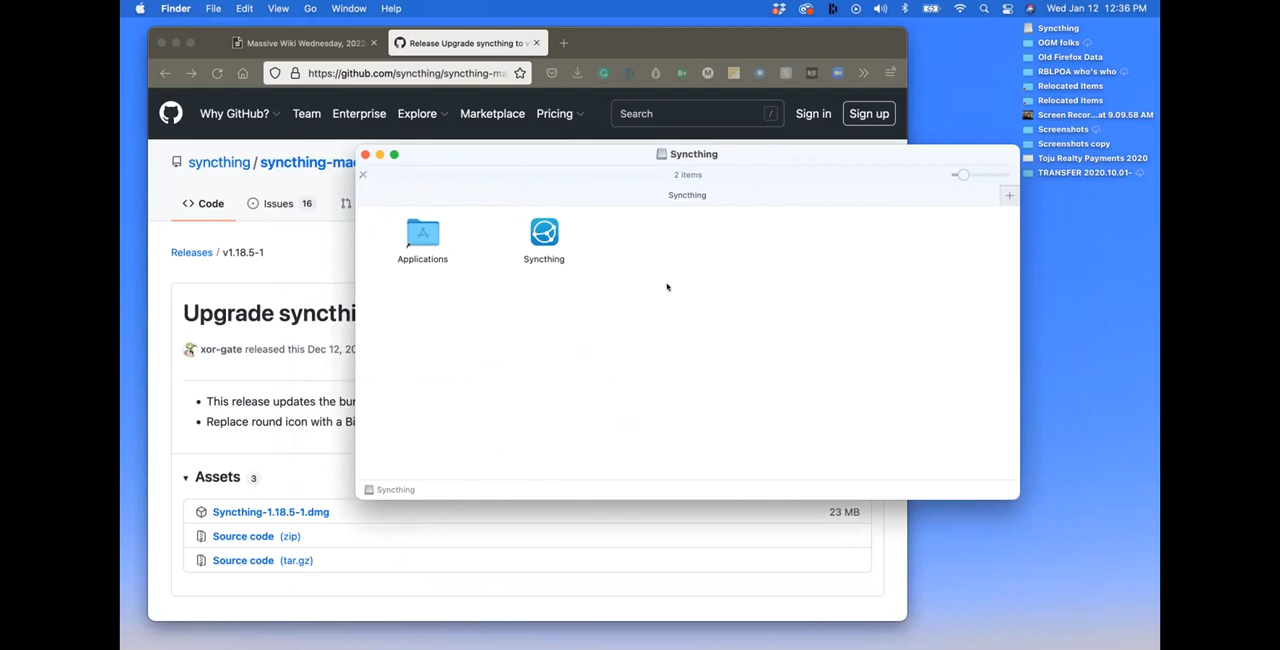 Finder File Edit View Go Window Help Wed Jan 12 12:36 PM
Massive Wiki Wednesday, 2022
Release Upgrade syncthing to v
https://github.com/syncthing/syncthing-ma
Why GitHub? Team Enterprise Explore Marketplace Pricing Search / Sign in Sign up
syncthing / syncthing-ma
Code Issues 16
Releases / v1.18.5-1
Upgrade syncthi
xor-gate released this Dec 12, 20
This release updates the bun
Replace round icon with a Bi
Assets 3
Syncthing-1.18.5-1.dmg 23 MB
Source code (zip)
Source code (tar.gz)
Syncthing
2 items
Syncthing
Applications
Syncthing
Syncthing
Syncthing
OGM folks
Old Firefox Data
RBLPOA who's who
Relocated Items
Relocated Items
Screen Recor...at 9.09.58 AM
Screenshots
Screenshots copy
Toju Realty Payments 2020
TRANSFER 2020.10.01-